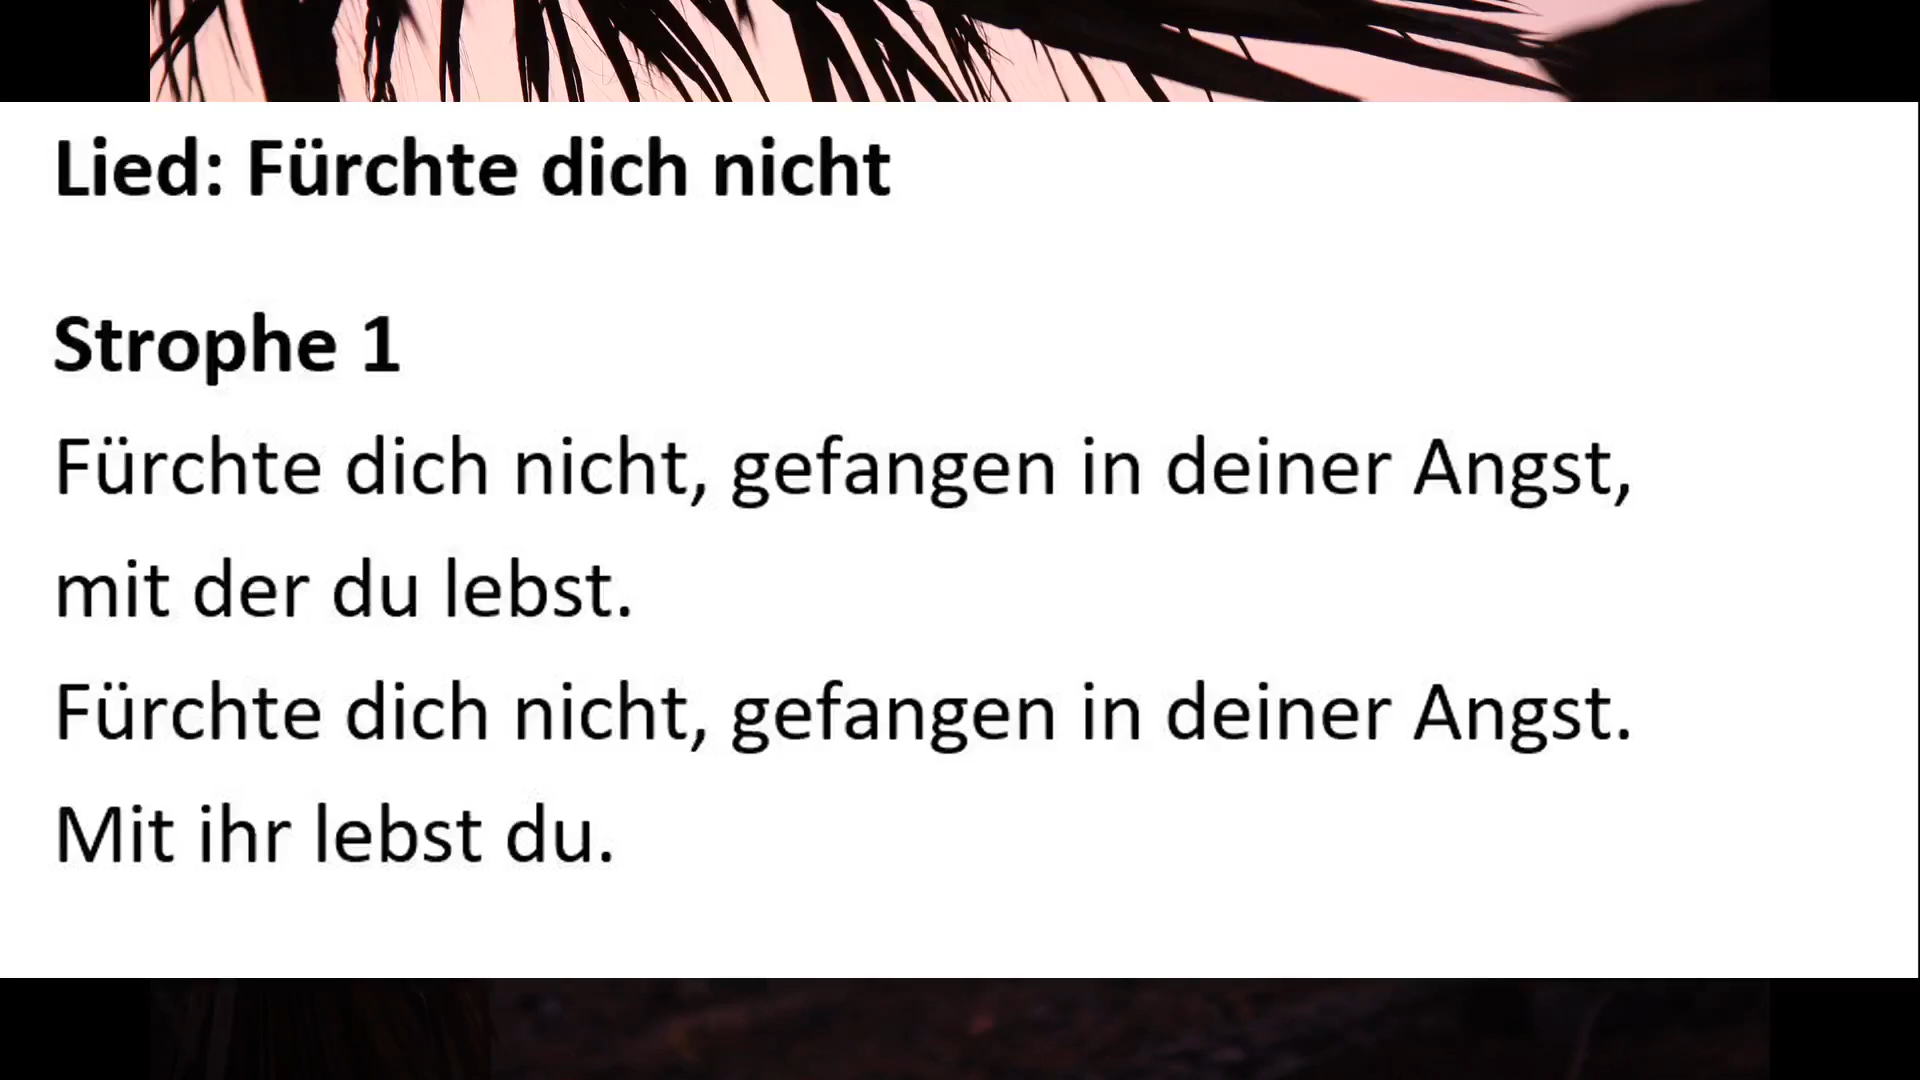 Lied: Fürchte dich nicht
Strophe 1
Fürchte dich nicht, gefangen in deiner Angst,
mit der du lebst.
Fürchte dich nicht, gefangen in deiner Angst.
Mit ihr lebst du.